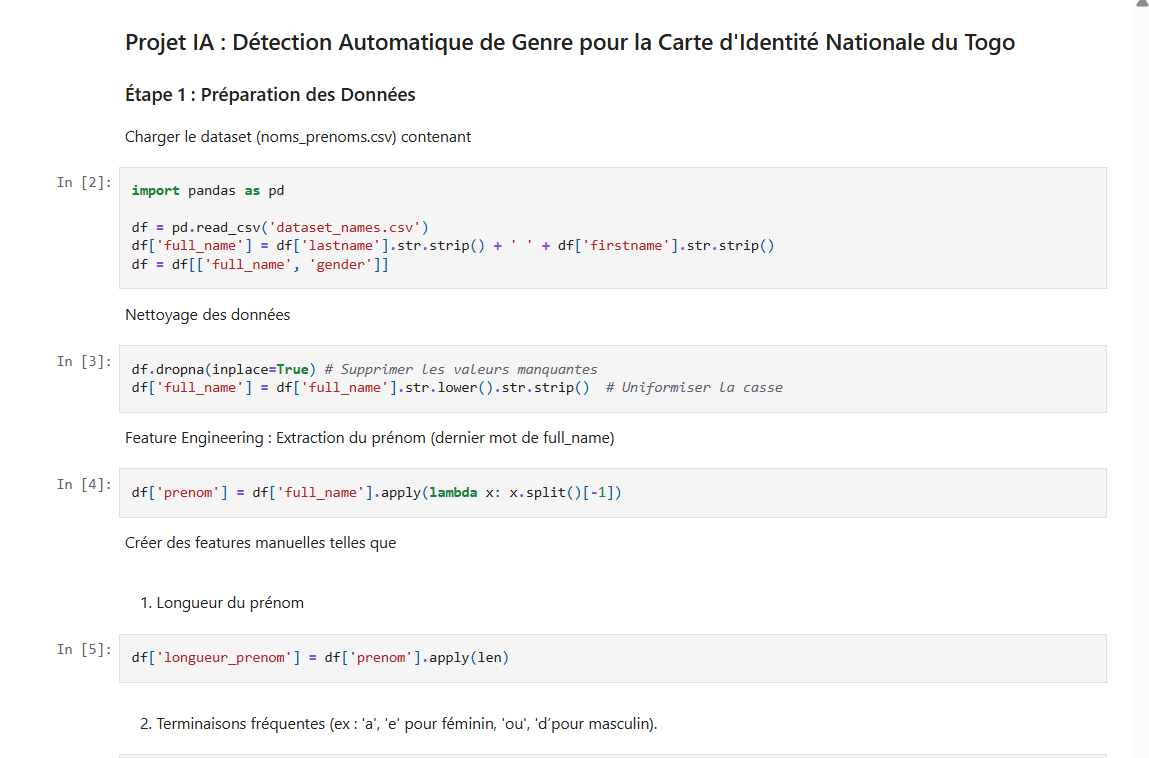 Projet IA : Détection Automatique de Genre pour la Carte d'Identité Nationale du Togo
Étape 1 : Préparation des Données
Charger le dataset (noms_prenoms.csv) contenant
In [2]:
import pandas as pd
df = pd.read_csv('dataset_names.csv')
df['full_name'] = df['lastname'].str.strip() + ' ' + df['firstname'].str.strip()
df = df[['full_name', 'gender']]
Nettoyage des données
In [3]:
df.dropna(inplace=True) # Supprimer les valeurs manquantes
df['full_name'] = df['full_name'].str.lower().str.strip()  # Uniformiser la casse
Feature Engineering : Extraction du prénom (dernier mot de full_name)
In [4]:
df['prenom'] = df['full_name'].apply(lambda x: x.split()[-1])
Créer des features manuelles telles que
1. Longueur du prénom
In [5]:
df['longueur_prenom'] = df['prenom'].apply(len)
2. Terminaisons fréquentes (ex : 'a', 'e' pour féminin, 'ou', 'd'pour masculin).